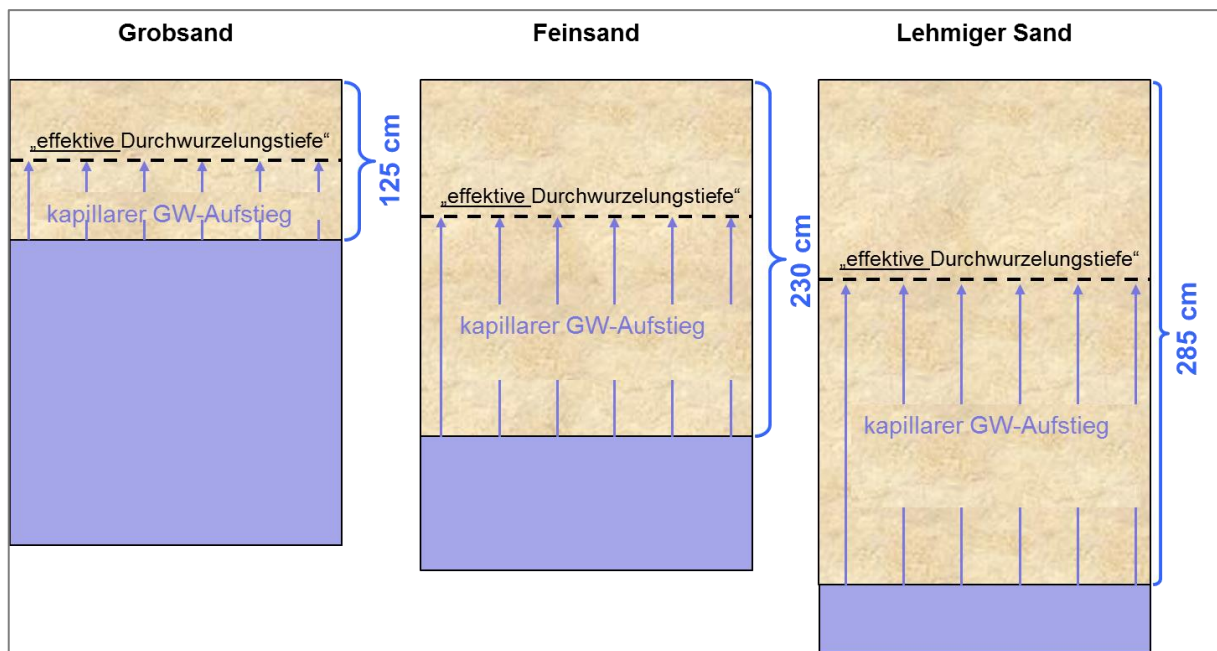 Grobsand
„effektive Durchwurzelungstiefe“
kapillarer GW-Aufstieg
125 cm
Feinsand
„effektive Durchwurzelungstiefe“
kapillarer GW-Aufstieg
230 cm
Lehmiger Sand
„effektive Durchwurzelungstiefe“
kapillarer GW-Aufstieg
285 cm